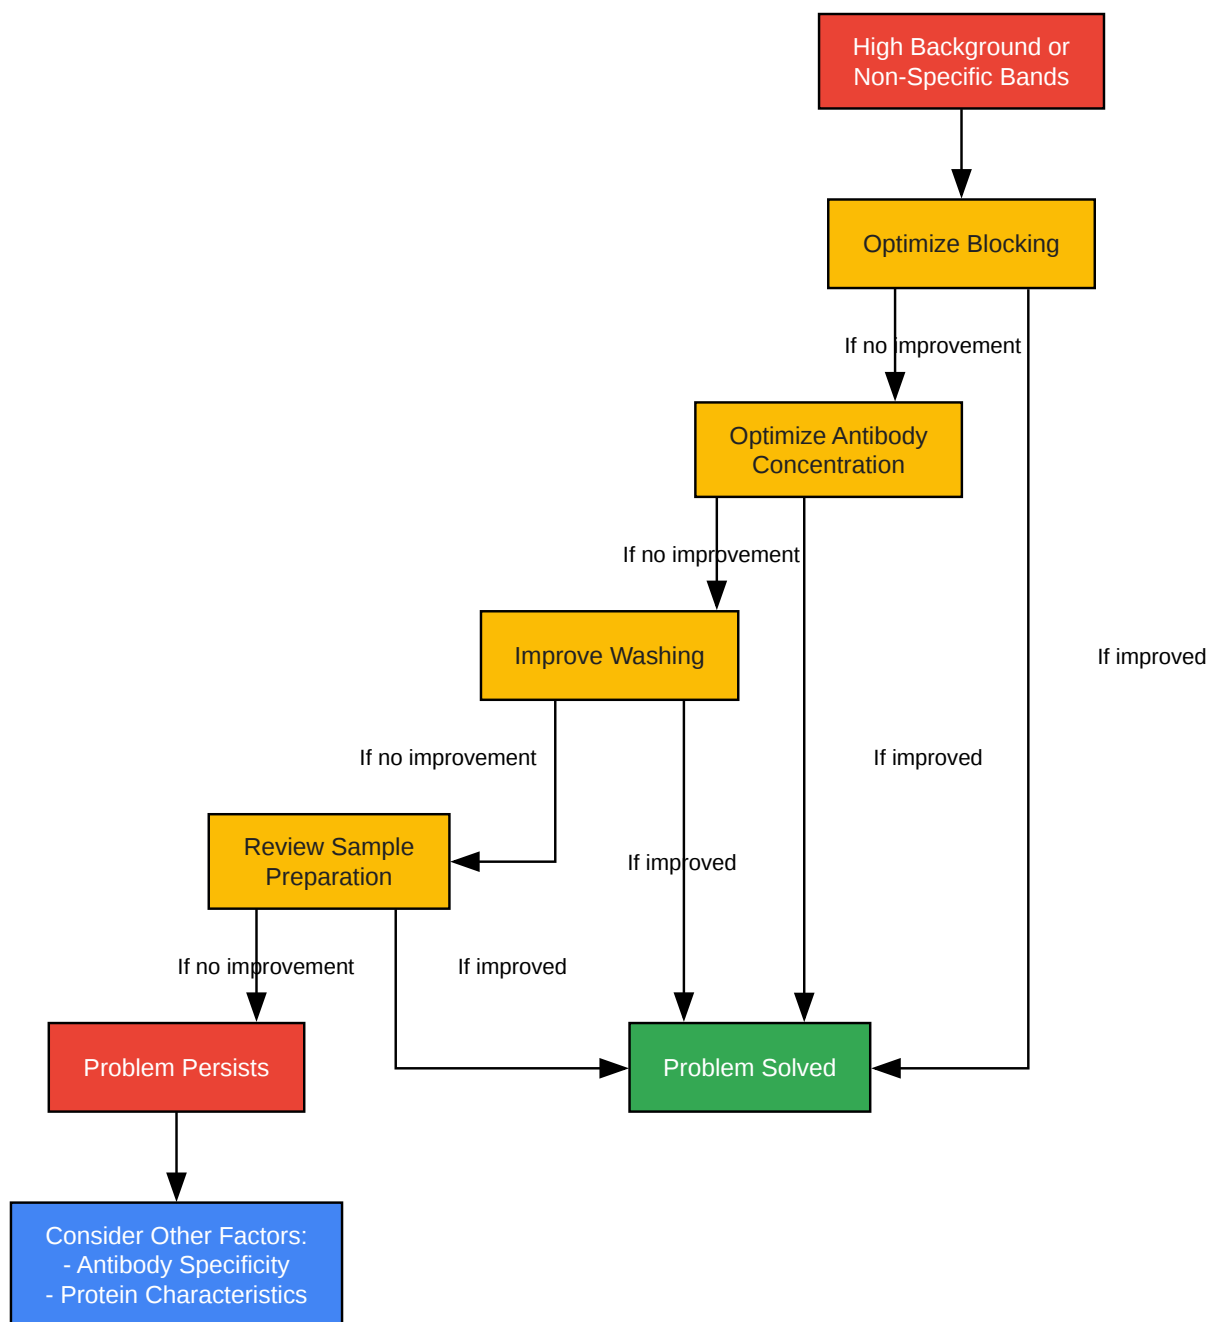 High Background or
Non-Specific Bands
Optimize Blocking
If no improvement
Optimize Antibody
Concentration
If no improvement
Improve Washing
If improved
If no improvement
If improved
Review Sample
Preparation
If improved
If no improvement
If improved
Problem Persists
Problem Solved
Consider Other Factors:
- Antibody Specificity
- Protein Characteristics